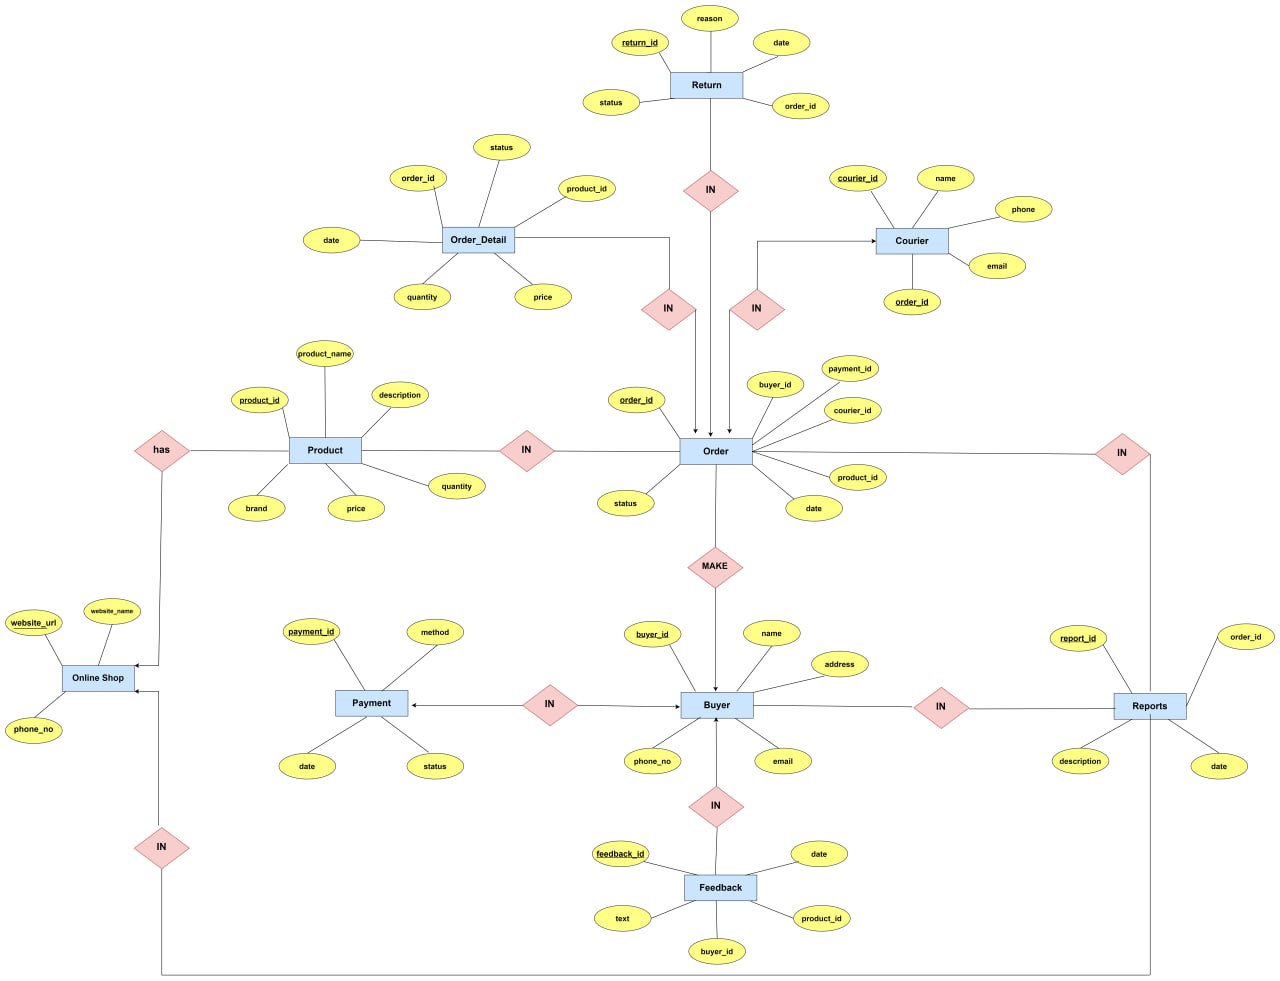 reason
return_id
date
Return
status
order_id
status
order_id
product_id
IN
courier_id
name
phone
date
Order_Detail
Courier
email
quantity
price
order_id
IN
IN
product_name
product_id
description
buyer_id
payment_id
order_id
courier_id
has
Product
IN
Order
IN
quantity
product_id
brand
price
status
date
MAKE
website_name
website_url
payment_id
method
buyer_id
name
report_id
order_id
address
Online Shop
Payment
IN
Buyer
IN
Reports
phone_no
date
status
phone_no
email
description
date
IN
IN
feedback_id
date
Feedback
text
product_id
buyer_id